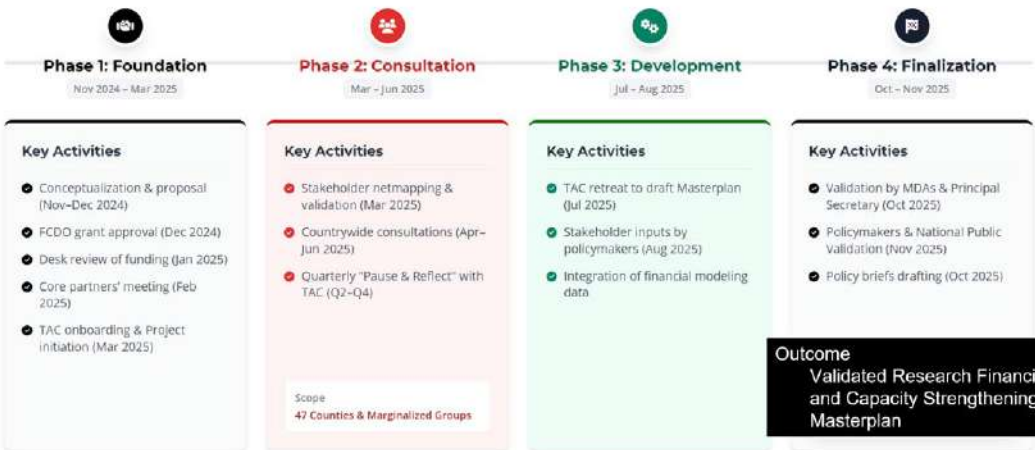 Phase 1: Foundation
Nov 2024 – Mar 2025
Key Activities
Conceptualization & proposal
(Nov–Dec 2024)
FCDO grant approval (Dec 2024)
Desk review of funding (Jan 2025)
Core partners' meeting (Feb
2025)
TAC onboarding & Project
initiation (Mar 2025)
Phase 2: Consultation
Mar – Jun 2025
Key Activities
Stakeholder netmapping &
validation (Mar 2025)
Countrywide consultations (Apr–
Jun 2025)
Quarterly "Pause & Reflect" with
TAC (Q2–Q4)
Scope
47 Counties & Marginalized Groups
Phase 3: Development
Jul – Aug 2025
Key Activities
TAC retreat to draft Masterplan
(Jul 2025)
Stakeholder inputs by
policymakers (Aug 2025)
Integration of financial modeling
data
Phase 4: Finalization
Oct – Nov 2025
Key Activities
Validation by MDAs & Principal
Secretary (Oct 2025)
Policymakers & National Public
Validation (Nov 2025)
Policy briefs drafting (Oct 2025)
Outcome
Validated Research Financi
and Capacity Strengthening
Masterplan